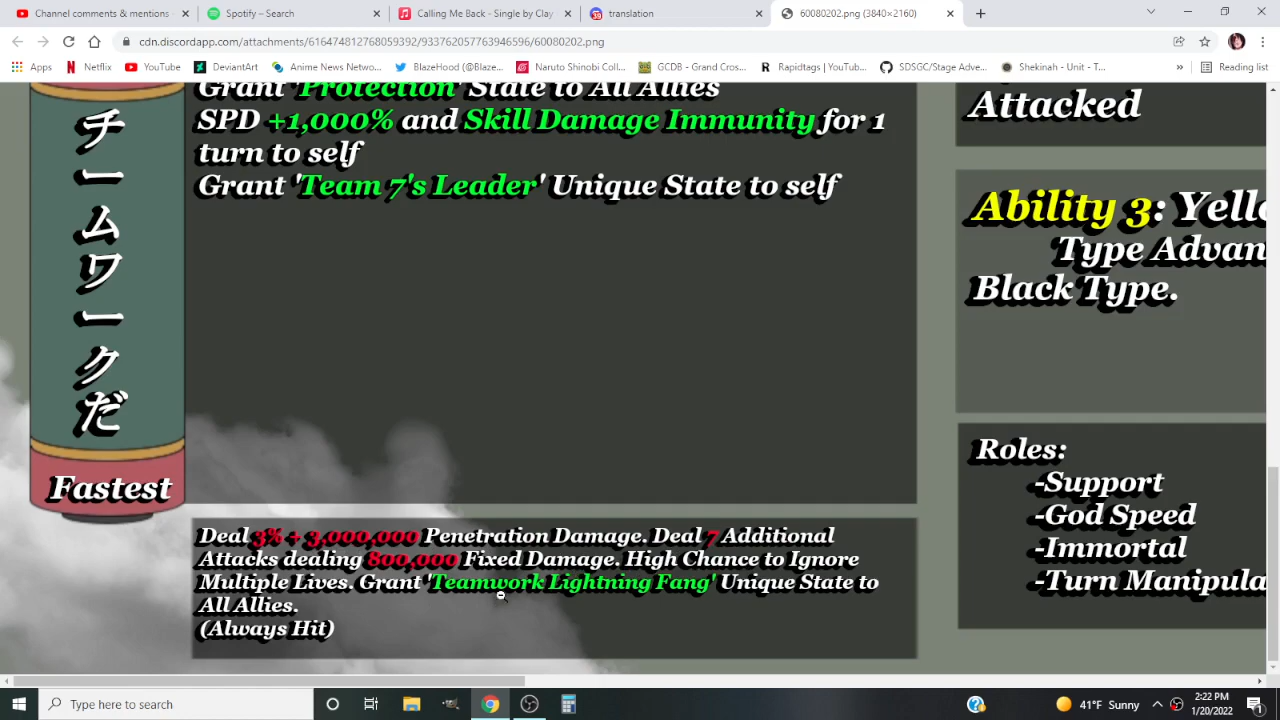 Channel comments & mentions
Spotify – Search
Calling Me Back - Single by Clay
39
translation
60080202.png (3840×2160)
cdn.discordapp.com/attachments/616474812768059392/933762057763946596/60080202.png
Apps
Netflix
YouTube
DeviantArt
Anime News Network...
BlazeHood (@Blaze...
Naruto Shinobi Coll...
GCDB - Grand Cross...
Rapidtags | YouTub...
SDSGC/Stage Adve...
Shekinah - Unit - T...
»
Reading list
チームワークだ
Fastest
Grant 'Protection' State to All Allies
SPD +1,000% and Skill Damage Immunity for 1
turn to self
Grant 'Team 7's Leader' Unique State to self
Deal 3% + 3,000,000 Penetration Damage. Deal 7 Additional
Attacks dealing 800,000 Fixed Damage. High Chance to Ignore
Multiple Lives. Grant 'Teamwork Lightning Fang' Unique State to
All Allies.
(Always Hit)
Attacked
Ability 3: Yello
Type Advan
Black Type.
Roles:
-Support
-God Speed
-Immortal
-Turn Manipula
Type here to search
41°F Sunny
2:22 PM
1/20/2022
1